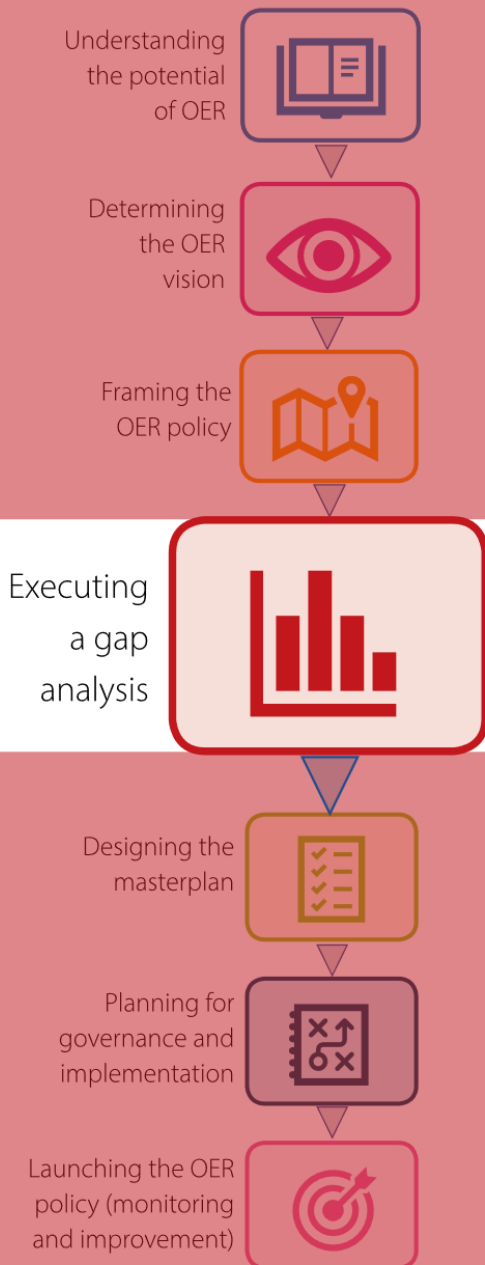 Understanding
the potential
of OER
Determining
the OER
vision
Framing the
OER policy
Executing
a gap
analysis
Designing the
masterplan
Planning for
governance and
implementation
Launching the OER
policy (monitoring
and improvement)